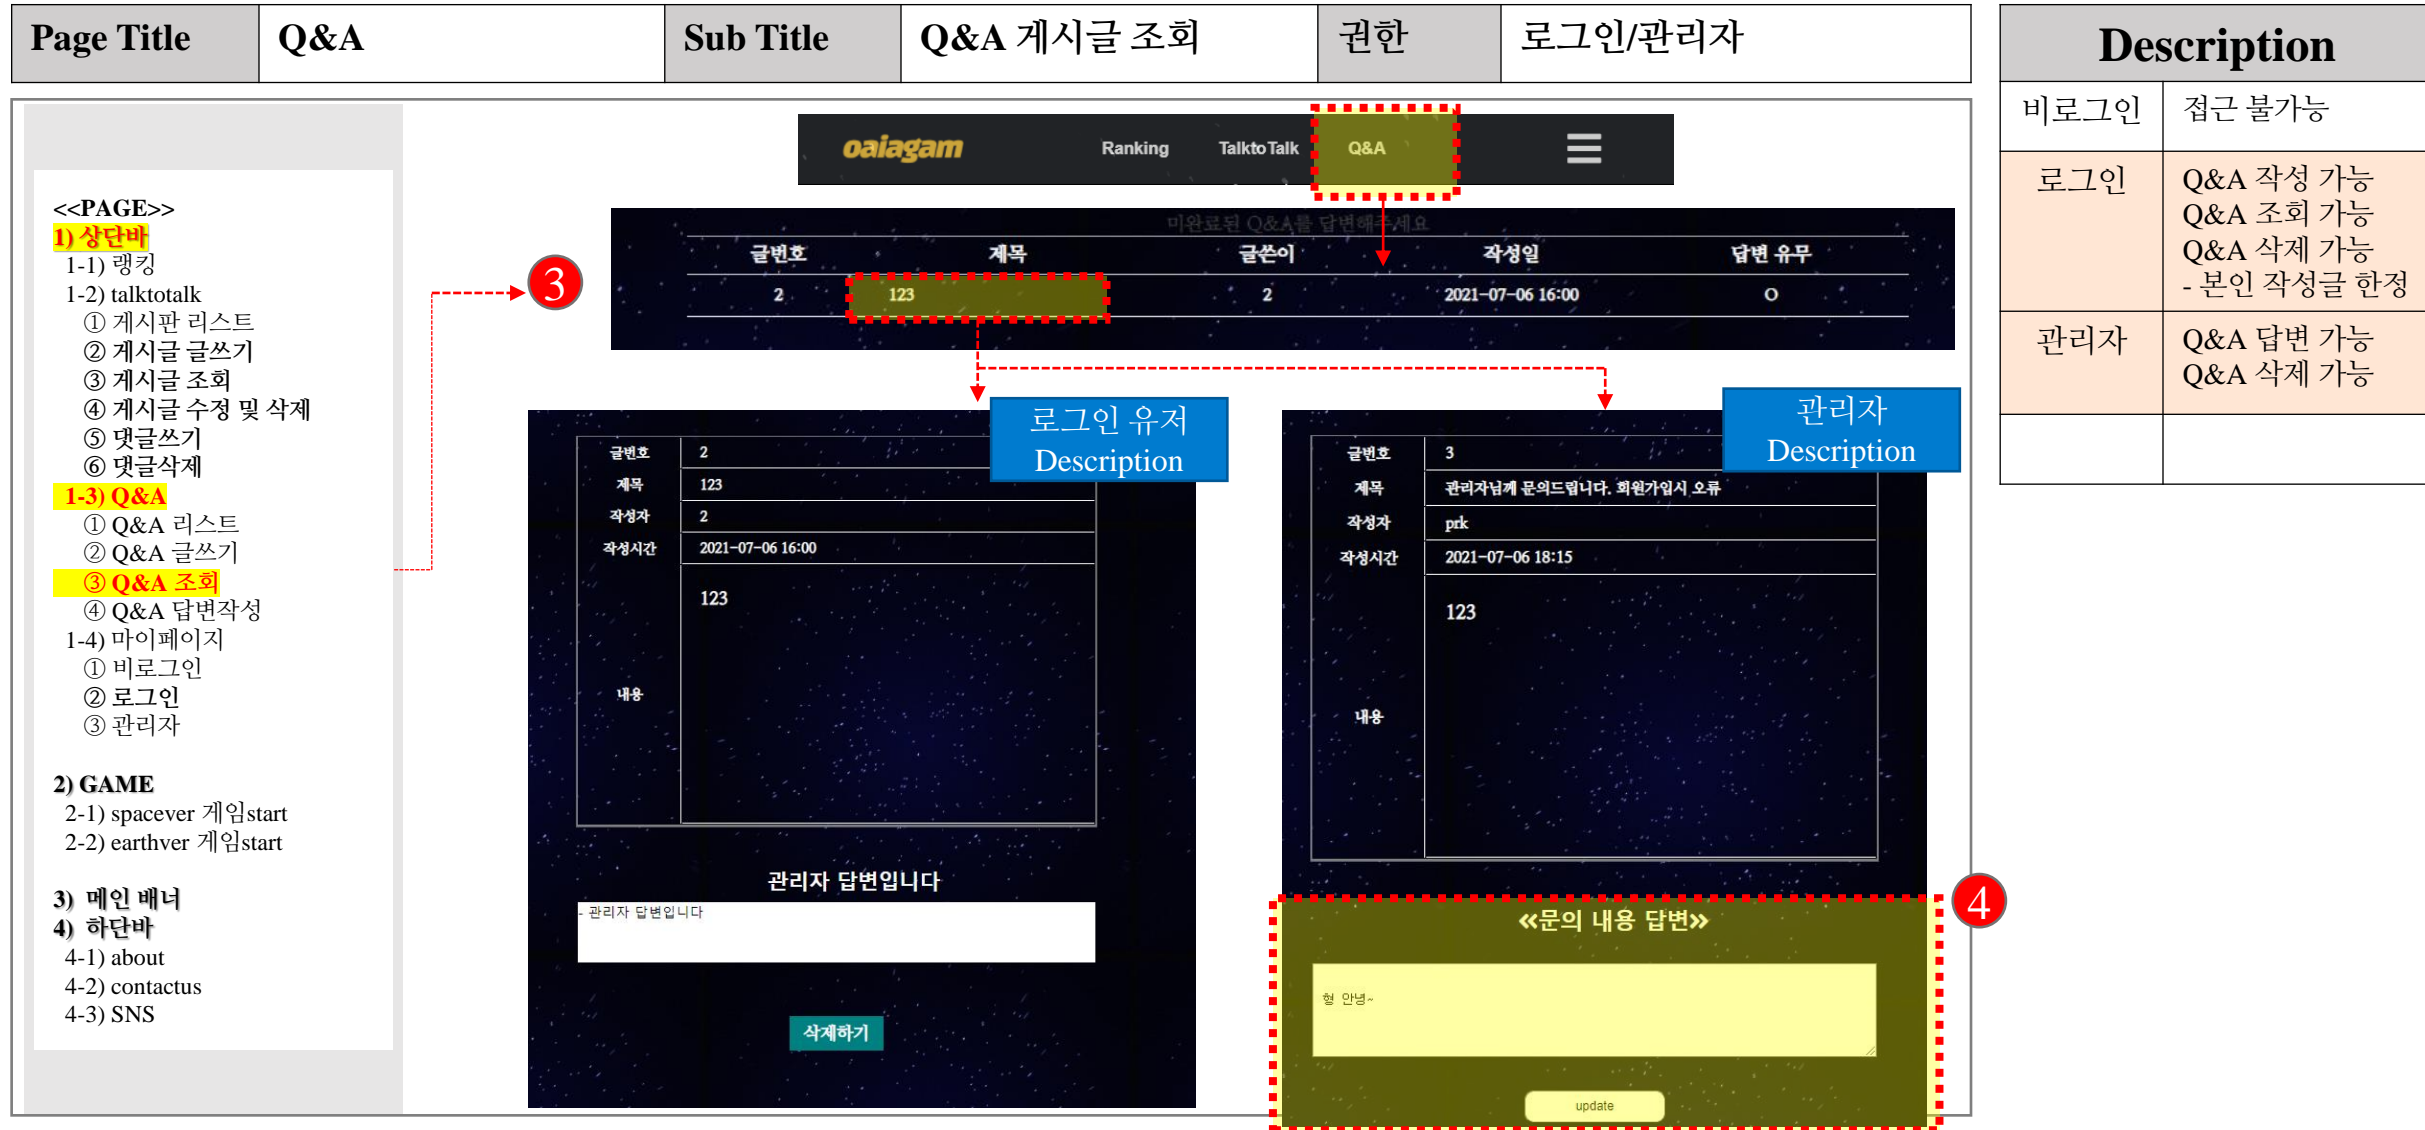 Page Title
Q&A
Sub Title
Q&A 게시글 조회
권한
로그인/관리자
Description
비로그인
접근 불가능
로그인
Q&A 작성 가능
Q&A 조회 가능
Q&A 삭제 가능
- 본인 작성글 한정
관리자
Q&A 답변 가능
Q&A 삭제 가능
<<PAGE>>
1) 상단바
1-1) 랭킹
1-2) talktotalk
① 게시판 리스트
② 게시글 글쓰기
③ 게시글 조회
④ 게시글 수정 및 삭제
⑤ 댓글쓰기
⑥ 댓글삭제
1-3) Q&A
① Q&A 리스트
② Q&A 글쓰기
③ Q&A 조회
④ Q&A 답변작성
1-4) 마이페이지
① 비로그인
② 로그인
③ 관리자
2) GAME
2-1) spacever 게임start
2-2) earthver 게임start
3) 메인 배너
4) 하단바
4-1) about
4-2) contactus
4-3) SNS
oaiagam
Ranking
TalktoTalk
Q&A
미완료된 Q&A를 답변해주세요
글번호 제목 글쓴이 작성일 답변 유무
2 123 2 2021-07-06 16:00 O
3
로그인 유저
Description
글번호 2
제목 123
작성자 2
작성시간 2021-07-06 16:00
내용 123
관리자 답변입니다
- 관리자 답변입니다
삭제하기
관리자
Description
글번호 3
제목 관리자님께 문의드립니다. 회원가입시 오류
작성자 prk
작성시간 2021-07-06 18:15
내용 123
4
«문의 내용 답변»
형 안녕~
update